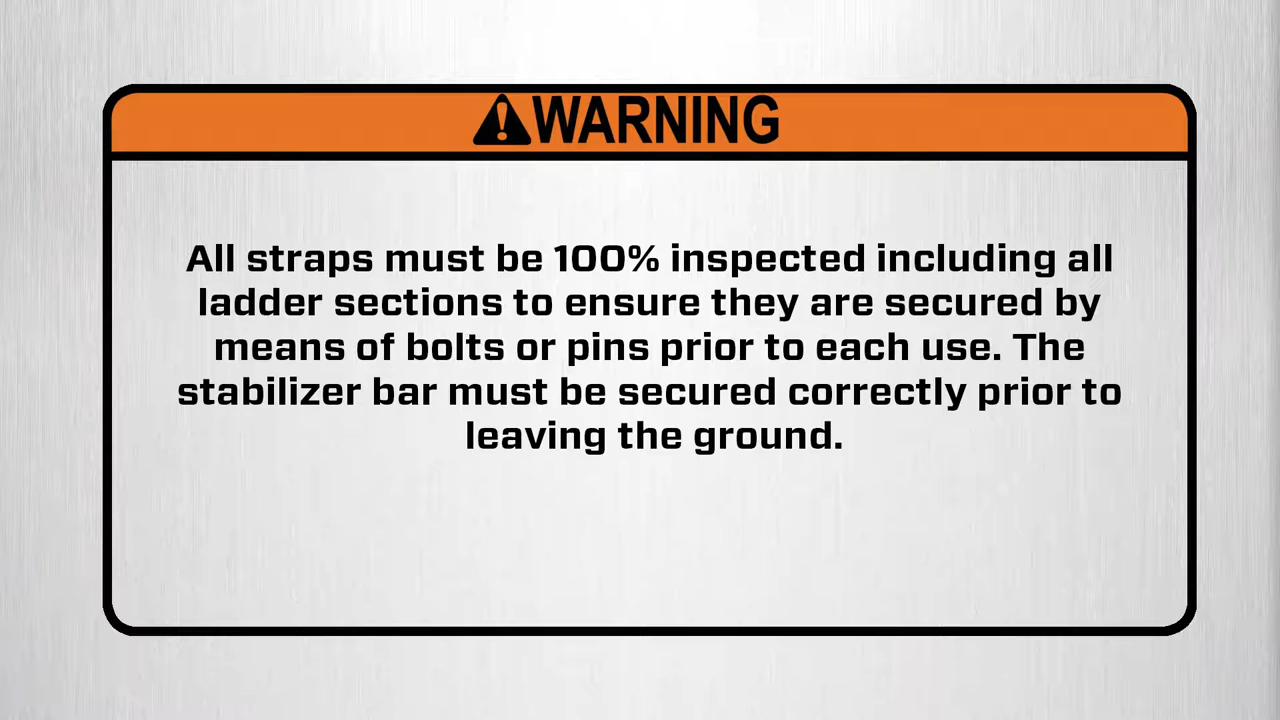 WARNING
All straps must be 100% inspected including all
ladder sections to ensure they are secured by
means of bolts or pins prior to each use. The
stabilizer bar must be secured correctly prior to
leaving the ground.